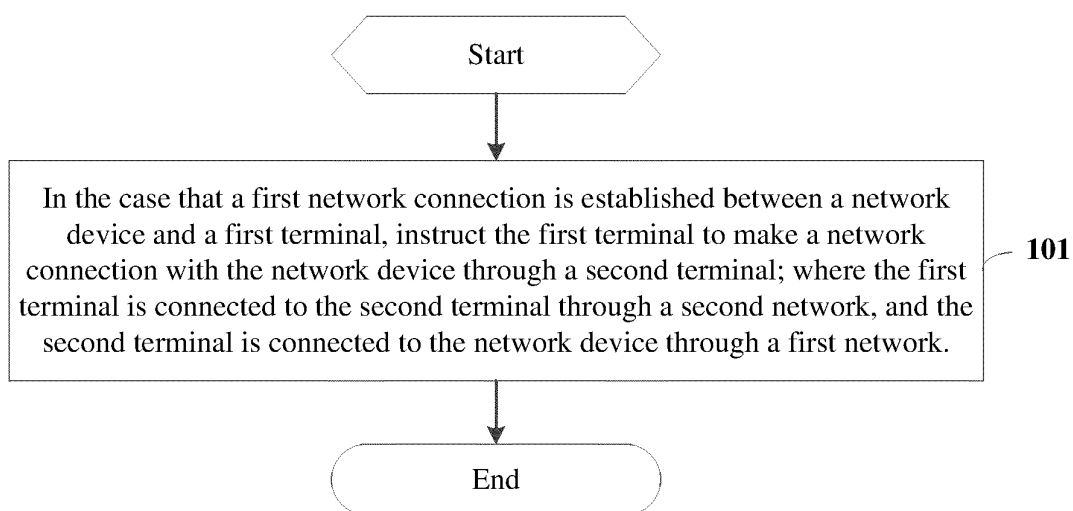 Start
In the case that a first network connection is established between a network
device and a first terminal, instruct the first terminal to make a network
connection with the network device through a second terminal; where the first
terminal is connected to the second terminal through a second network, and the
second terminal is connected to the network device through a first network.
101
End